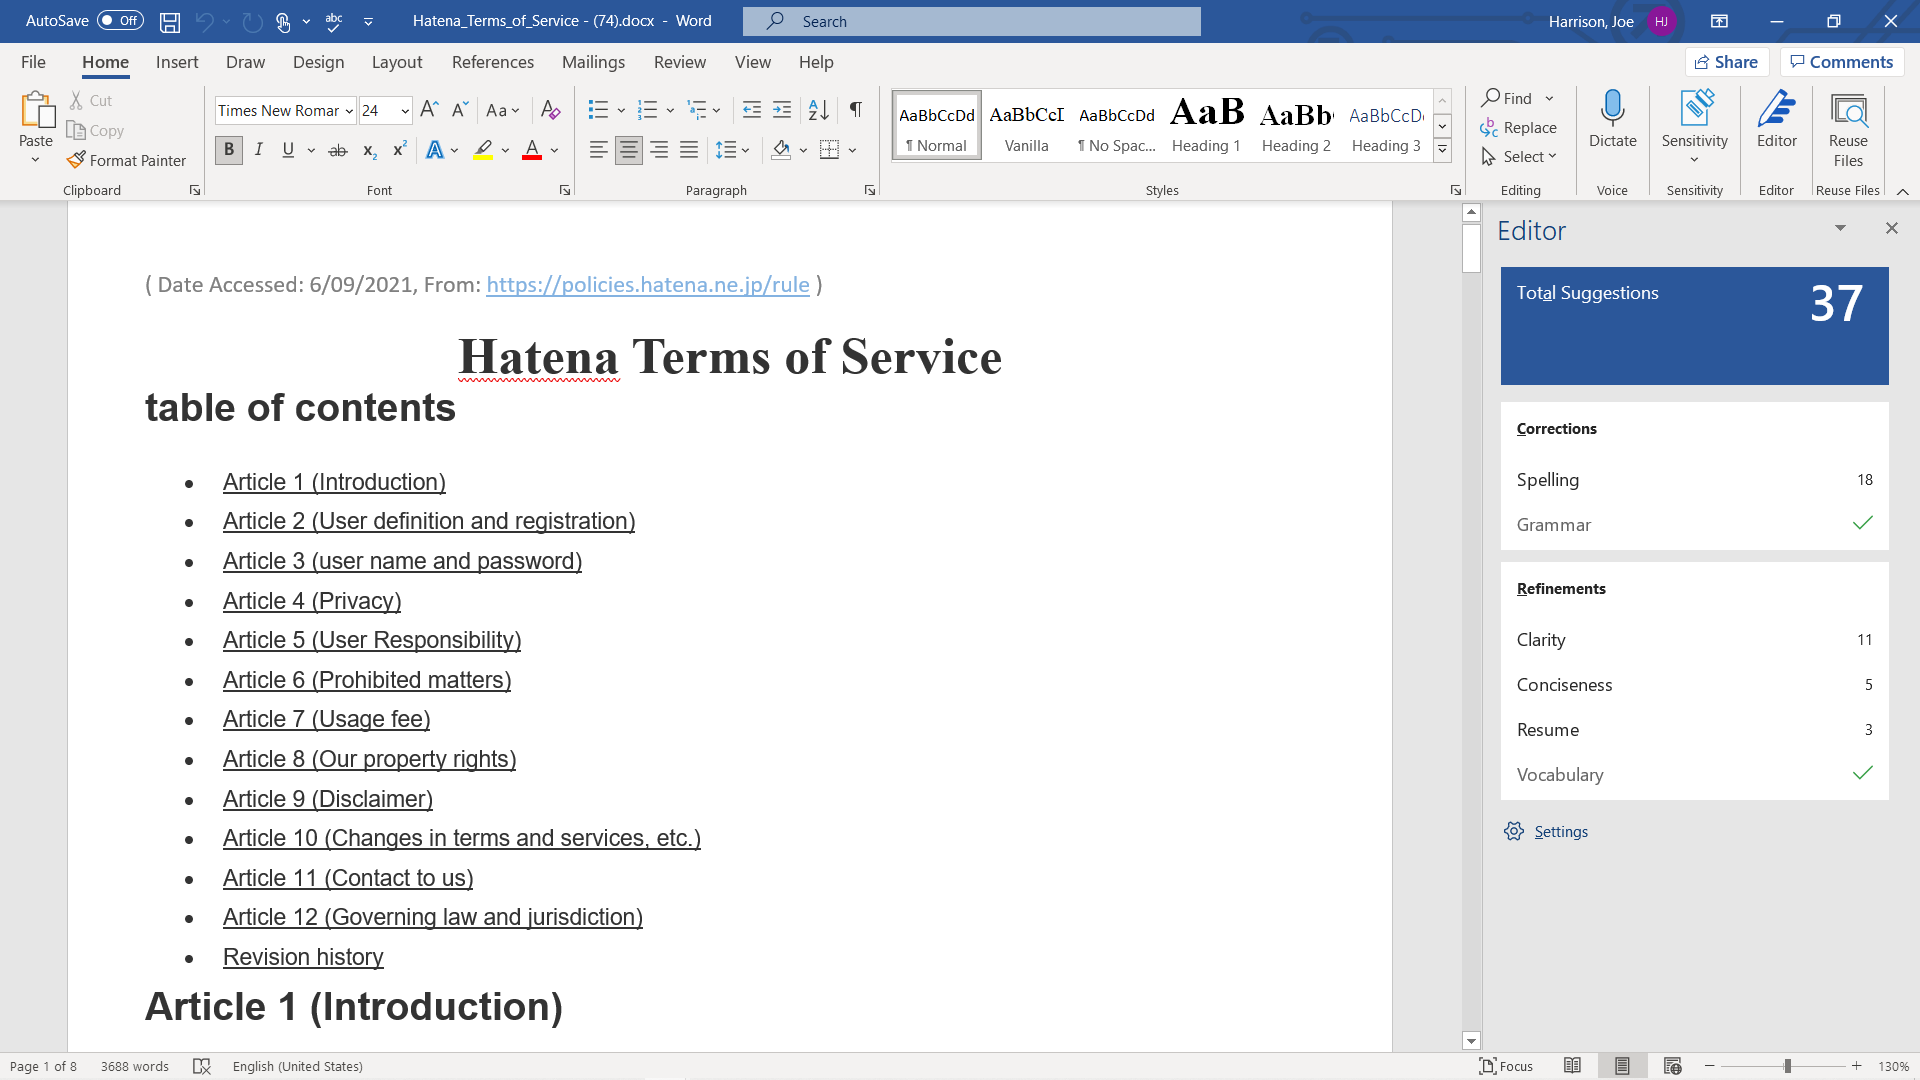 AutoSave Off Hatena_Terms_of_Service - (74).docx - Word Search Harrison, Joe HJ
File Home Insert Draw Design Layout References Mailings Review View Help Share Comments
Paste Cut Copy Format Painter Clipboard
Times New Romar 24 Aa
B I U ab x₂ x² A A Font
Paragraph
AaBbCcDd AaBbCcI AaBbCcDd AaB AaBb AaBbCcD
¶ Normal Vanilla ¶ No Spac... Heading 1 Heading 2 Heading 3
Styles
Find Replace Select Editing
Dictate Voice
Sensitivity Sensitivity
Editor Editor
Reuse Files Reuse Files
( Date Accessed: 6/09/2021, From: https://policies.hatena.ne.jp/rule )
Hatena Terms of Service
table of contents
• Article 1 (Introduction)
• Article 2 (User definition and registration)
• Article 3 (user name and password)
• Article 4 (Privacy)
• Article 5 (User Responsibility)
• Article 6 (Prohibited matters)
• Article 7 (Usage fee)
• Article 8 (Our property rights)
• Article 9 (Disclaimer)
• Article 10 (Changes in terms and services, etc.)
• Article 11 (Contact to us)
• Article 12 (Governing law and jurisdiction)
• Revision history
Article 1 (Introduction)
Editor
Total Suggestions 37
Corrections
Spelling 18
Grammar
Refinements
Clarity 11
Conciseness 5
Resume 3
Vocabulary
Settings
Page 1 of 8 3688 words English (United States) Focus 130%